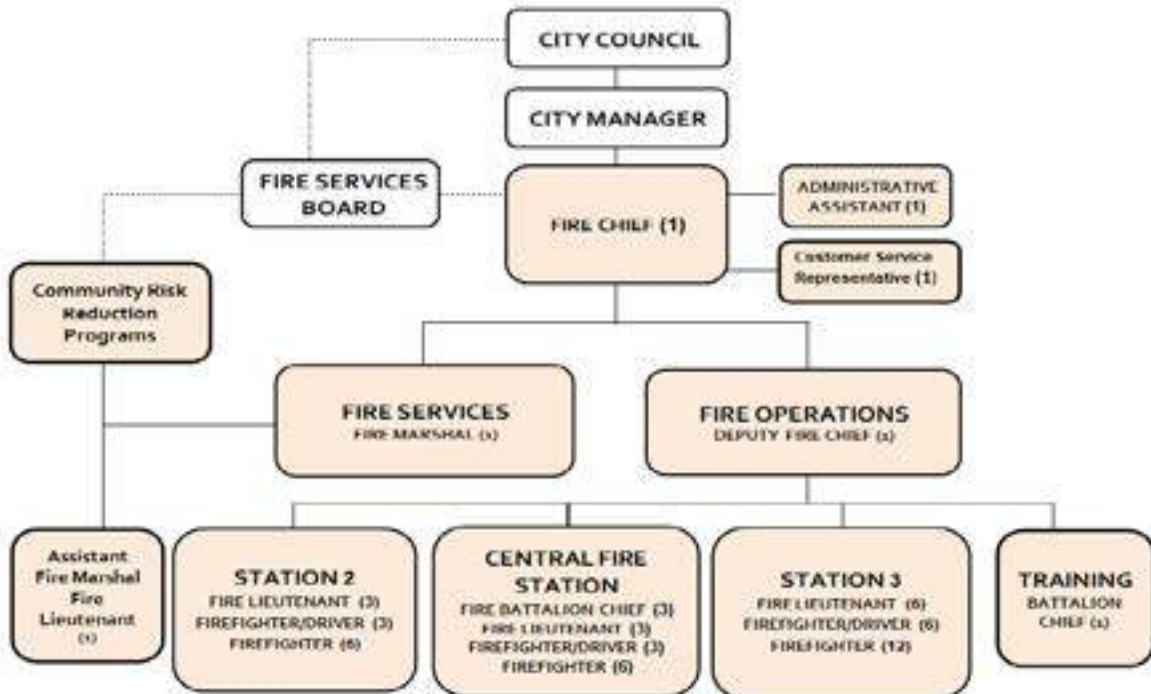 CITY COUNCIL
CITY MANAGER
FIRE SERVICES
BOARD
FIRE CHIEF (1)
ADMINISTRATIVE
ASSISTANT (1)
Customer Service
Representative (1)
Community Risk
Reduction
Programs
FIRE SERVICES
FIRE MARSHAL (1)
FIRE OPERATIONS
DEPUTY FIRE CHIEF (1)
Assistant
Fire Marshal
Fire
Lieutenant
(1)
STATION 2
FIRE LIEUTENANT (3)
FIREFIGHTER/DRIVER (3)
FIREFIGHTER (6)
CENTRAL FIRE
STATION
FIRE BATTALION CHIEF (3)
FIRE LIEUTENANT (3)
FIREFIGHTER/DRIVER (3)
FIREFIGHTER (6)
STATION 3
FIRE LIEUTENANT (6)
FIREFIGHTER/DRIVER (6)
FIREFIGHTER (12)
TRAINING
BATTALION
CHIEF (1)